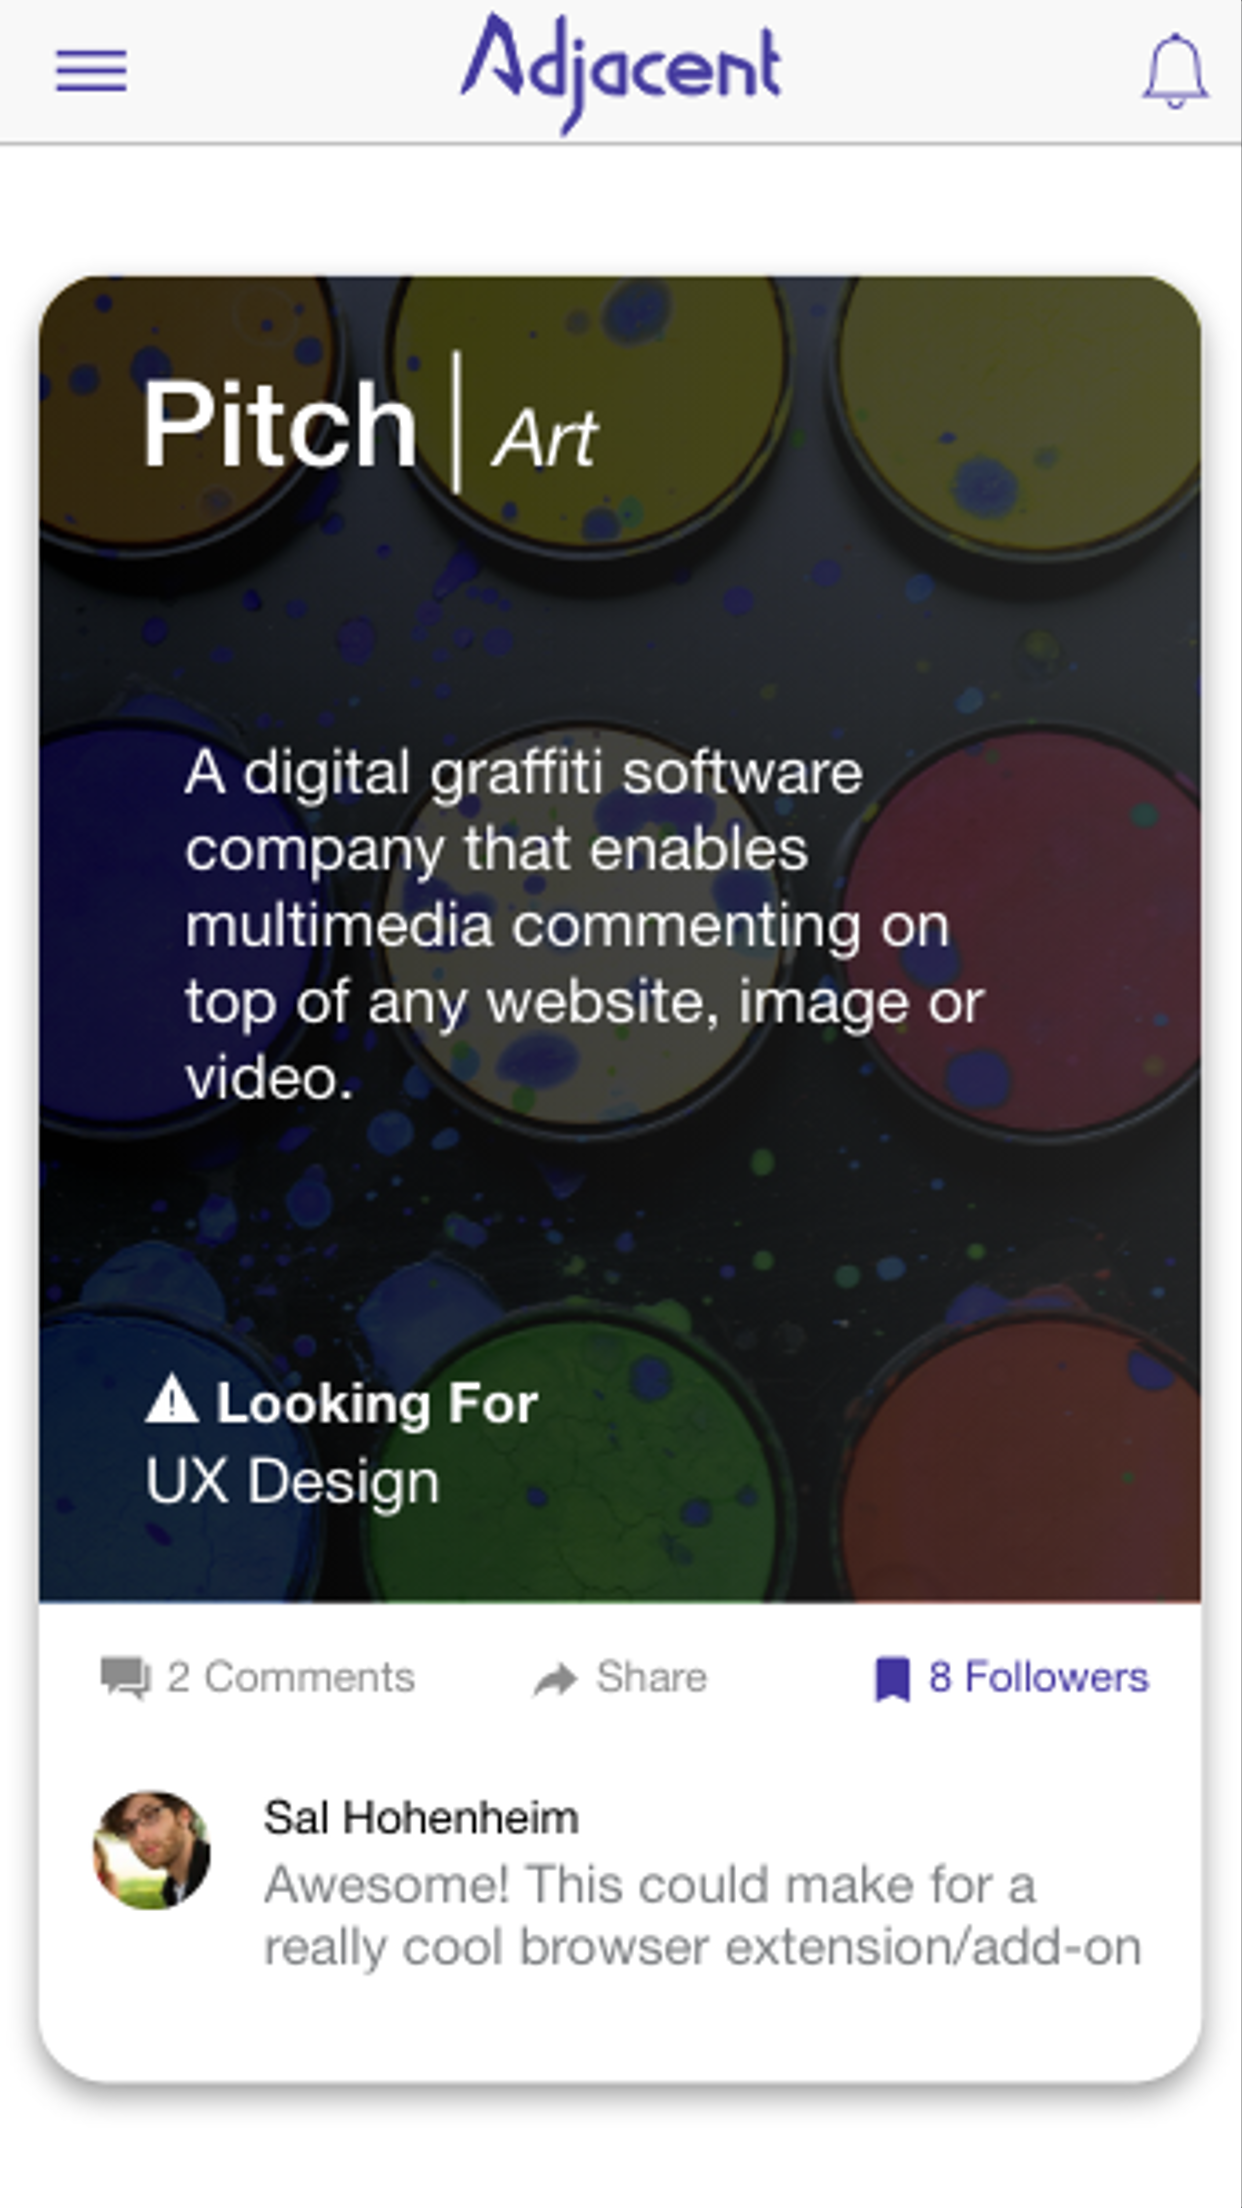 Adjacent
Pitch | Art
A digital graffiti software
company that enables
multimedia commenting on
top of any website, image or
video.
Looking For
UX Design
2 Comments Share 8 Followers
Sal Hohenheim
Awesome! This could make for a
really cool browser extension/add-on